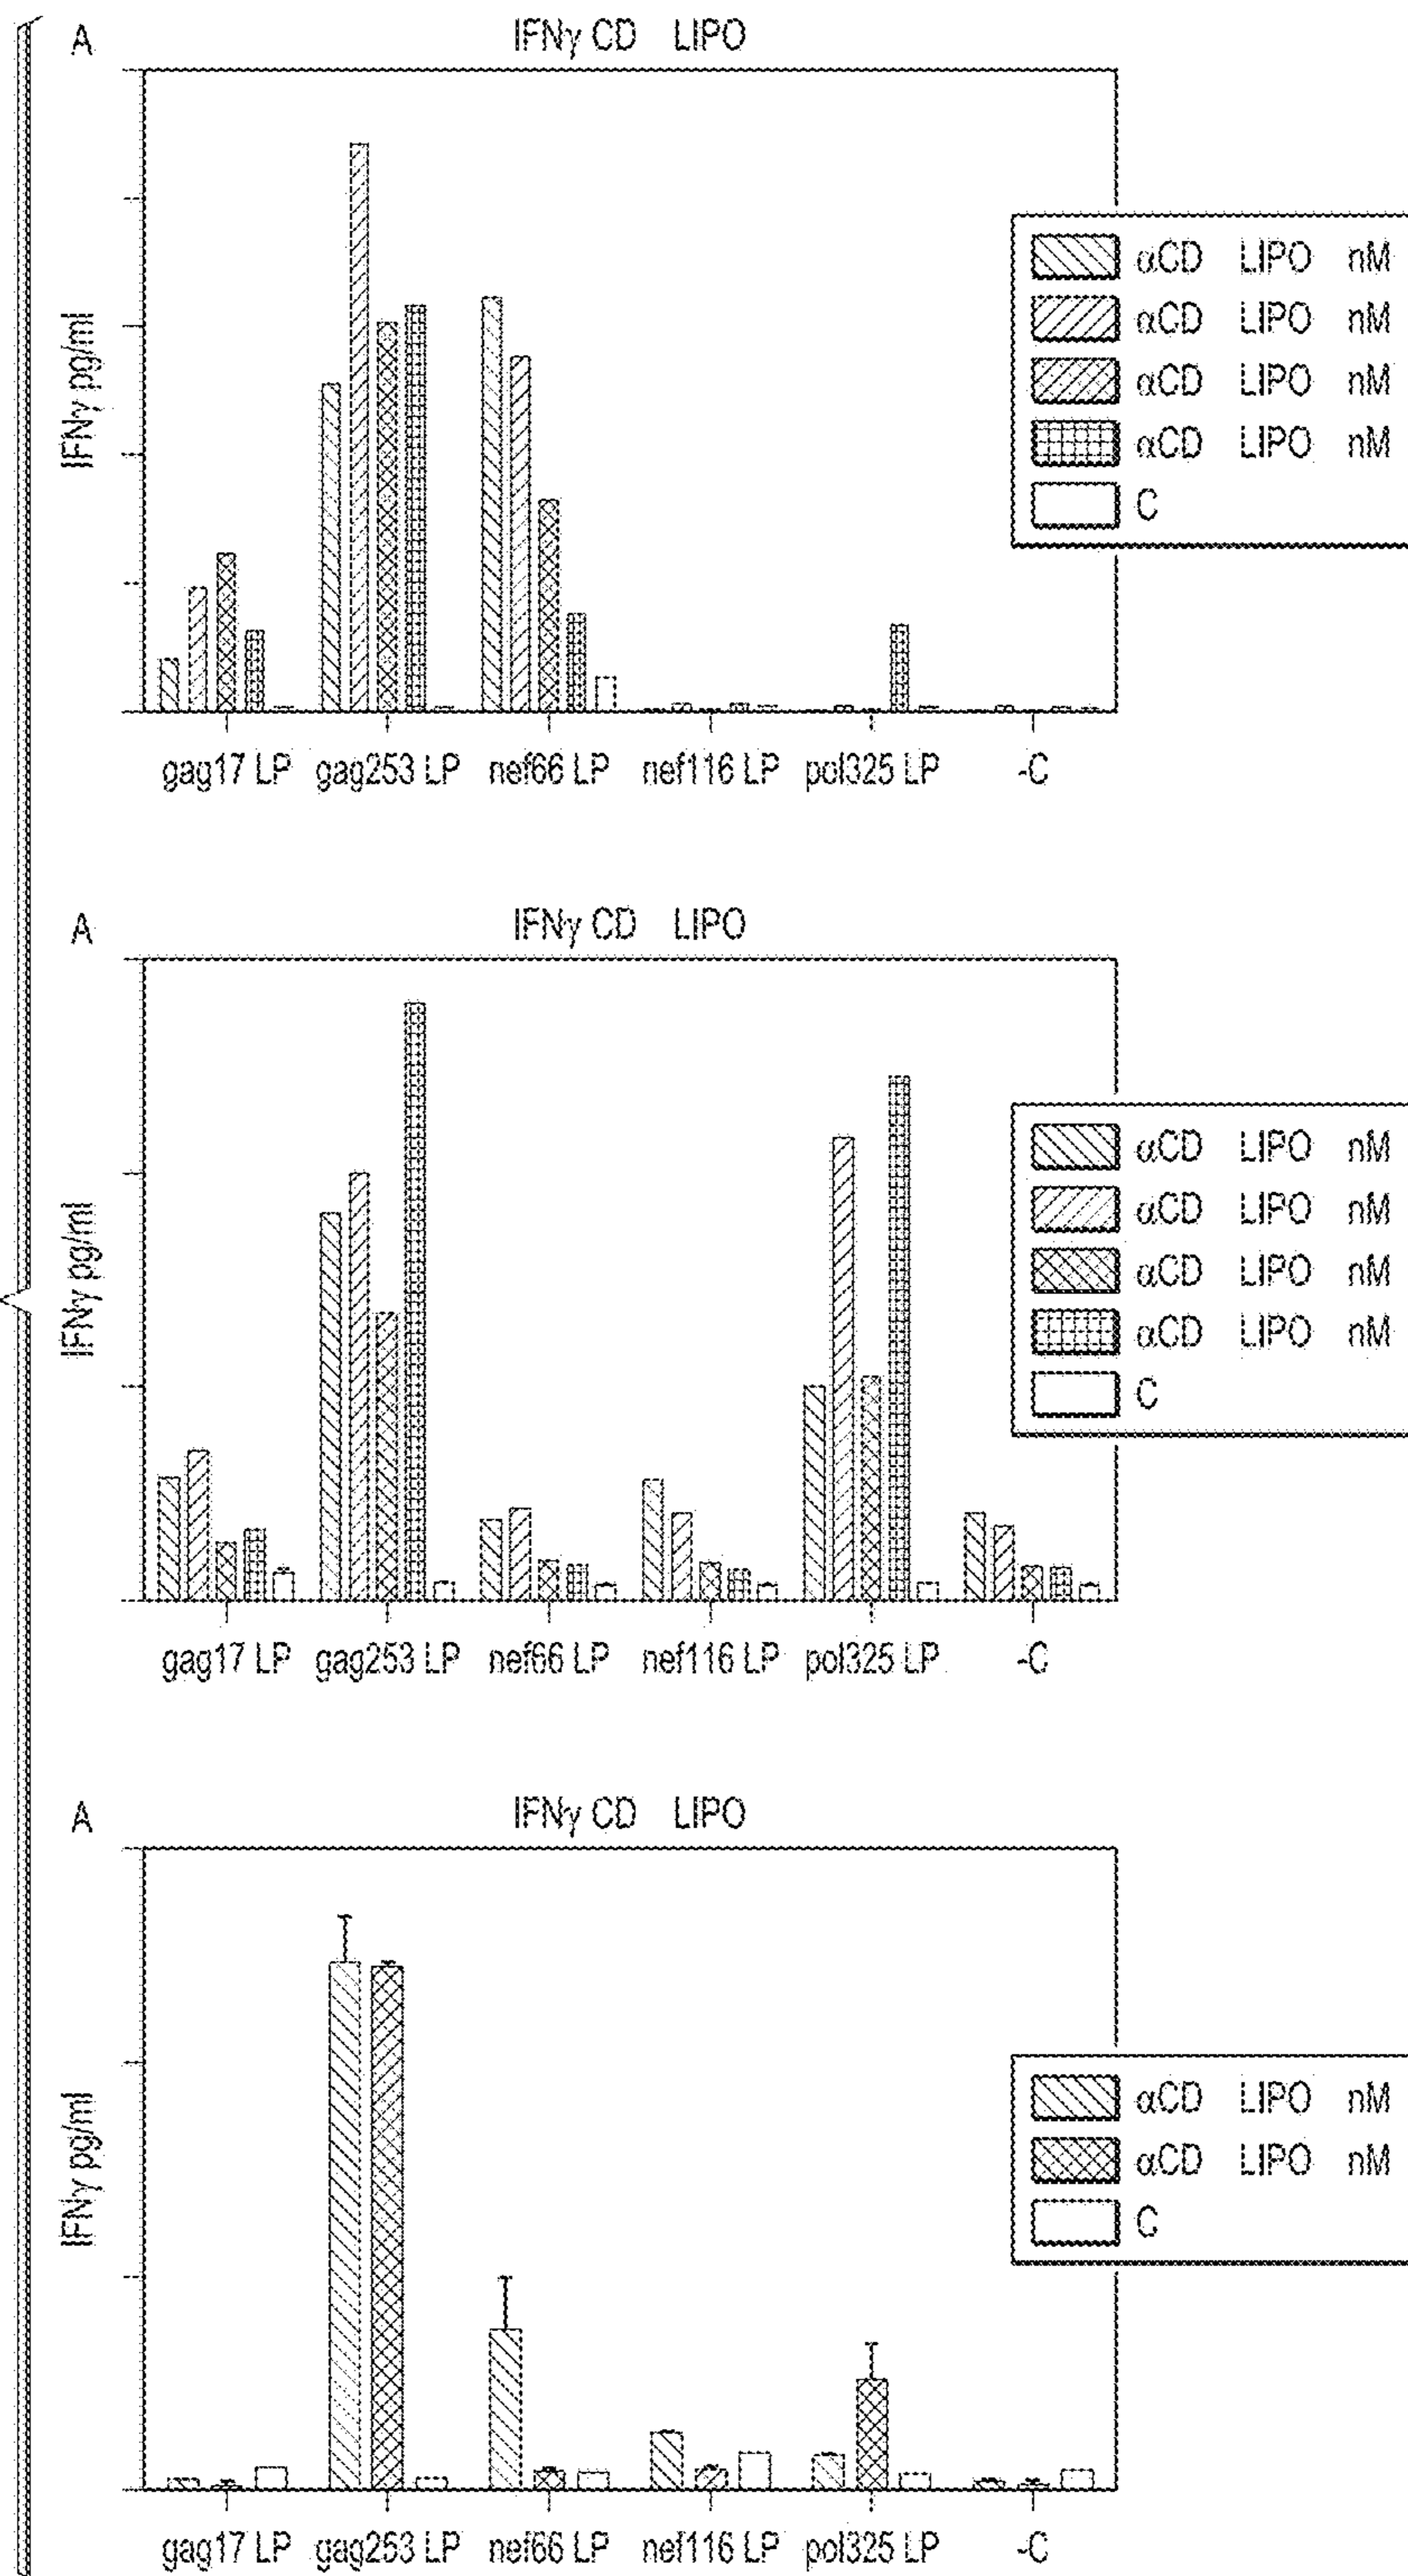 A
IFNγ CD LIPO
IFNγ pg/ml
αCD LIPO nM
αCD LIPO nM
αCD LIPO nM
αCD LIPO nM
C
gag17 LP gag253 LP nef66 LP nef116 LP pol325 LP -C
A
IFNγ CD LIPO
IFNγ pg/ml
αCD LIPO nM
αCD LIPO nM
αCD LIPO nM
αCD LIPO nM
C
gag17 LP gag253 LP nef66 LP nef116 LP pol325 LP -C
A
IFNγ CD LIPO
IFNγ pg/ml
αCD LIPO nM
αCD LIPO nM
C
gag17 LP gag253 LP nef66 LP nef116 LP pol325 LP -C